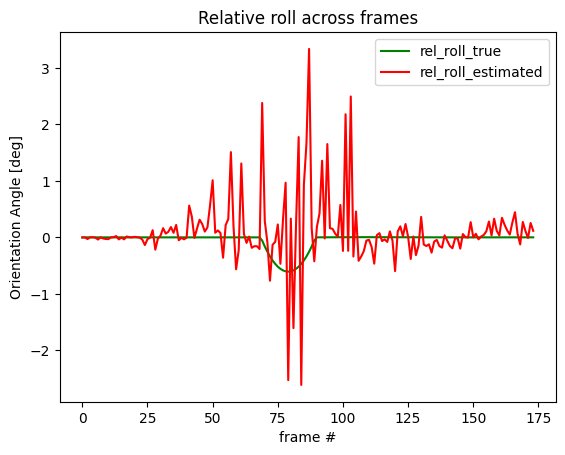 Relative roll across frames
rel_roll_true
rel_roll_estimated
Orientation Angle [deg]
3
2
1
0
−1
−2
0
25
50
75
100
125
150
175
frame #